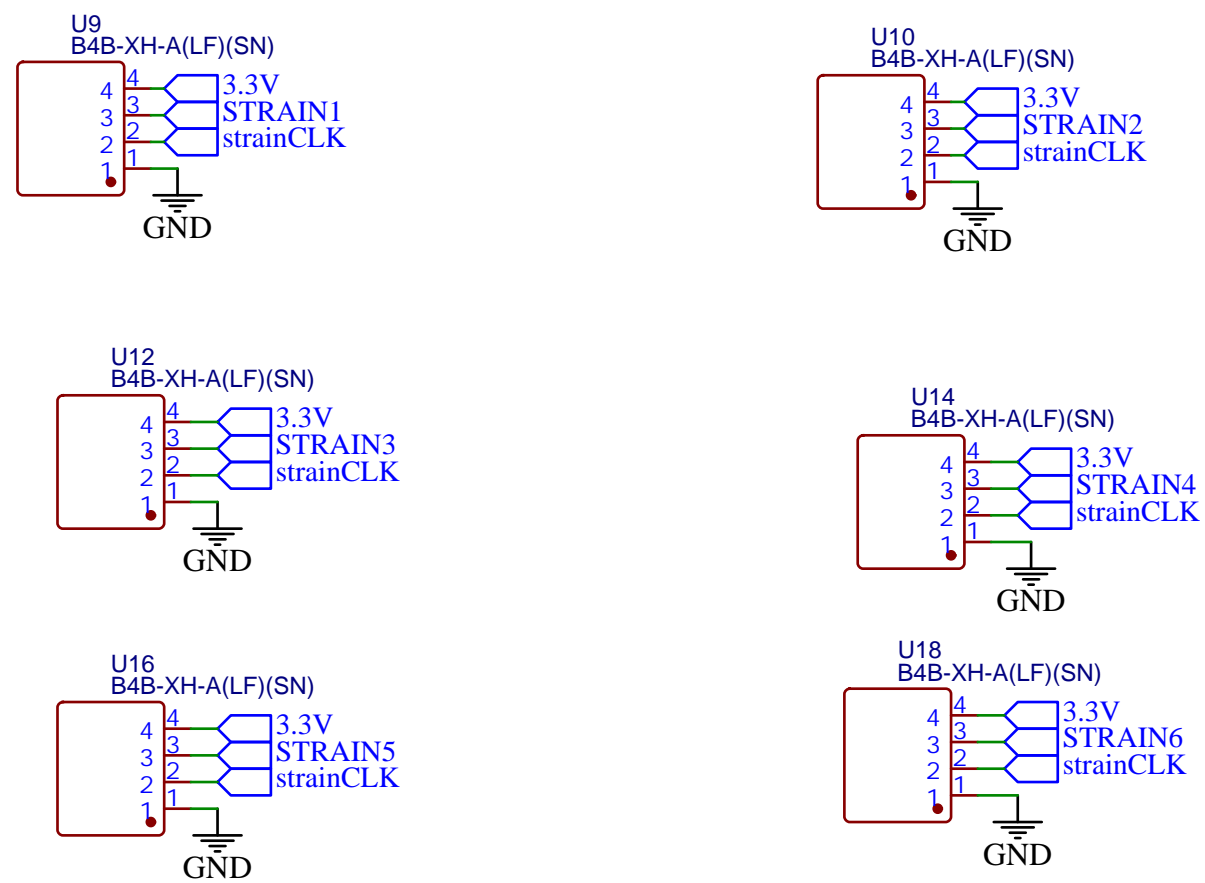 U9
B4B-XH-A(LF)(SN)
4 4 3.3V
3 3 STRAIN1
2 2 strainCLK
1 1
GND
U10
B4B-XH-A(LF)(SN)
4 4 3.3V
3 3 STRAIN2
2 2 strainCLK
1 1
GND
U12
B4B-XH-A(LF)(SN)
4 4 3.3V
3 3 STRAIN3
2 2 strainCLK
1 1
GND
U14
B4B-XH-A(LF)(SN)
4 4 3.3V
3 3 STRAIN4
2 2 strainCLK
1 1
GND
U16
B4B-XH-A(LF)(SN)
4 4 3.3V
3 3 STRAIN5
2 2 strainCLK
1 1
GND
U18
B4B-XH-A(LF)(SN)
4 4 3.3V
3 3 STRAIN6
2 2 strainCLK
1 1
GND